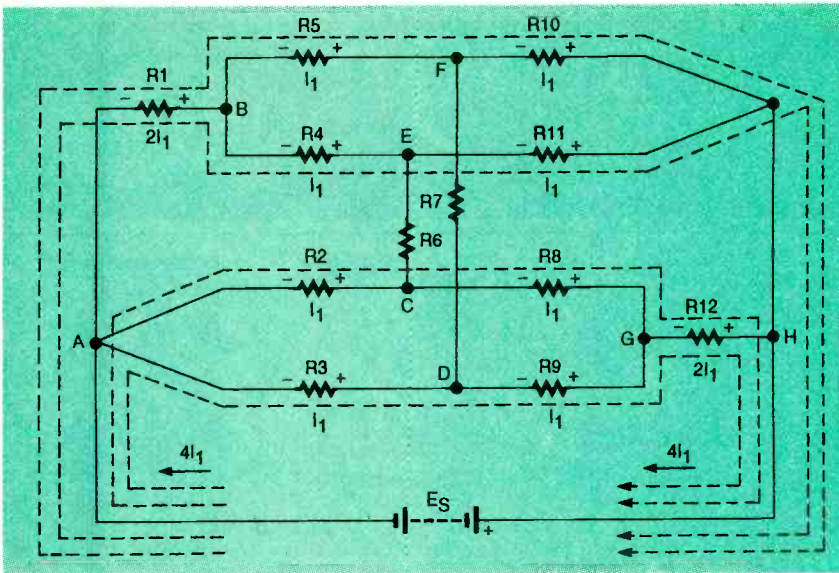 R5 R10
R1 − + F − +
− + B I₁ I₁
2I₁ R4 E R11
− + − +
I₁ R7 I₁
R6
R2 R8
− + C − +
I₁ I₁ R12
A G − + H
R3 D R9 2I₁
− + − +
I₁ I₁
4I₁ 4I₁
E_S
+